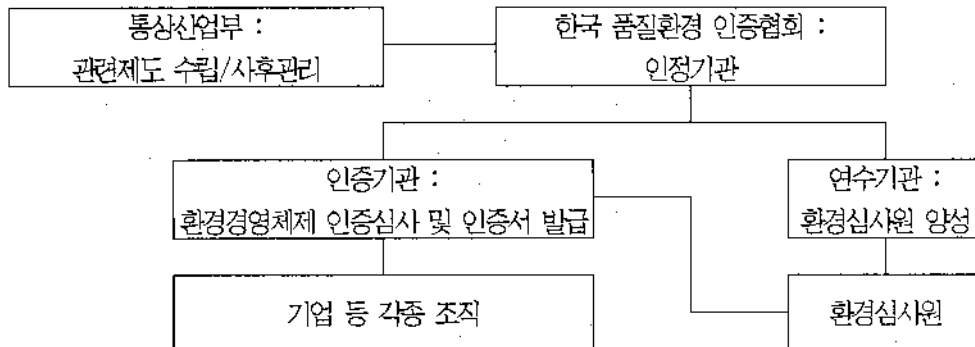 통상산업부 :
관련제도 수립/사후관리
한국 품질환경 인증협회 :
인정기관
인증기관 :
환경경영체제 인증심사 및 인증서 발급
연수기관 :
환경심사원 양성
기업 등 각종 조직
환경심사원